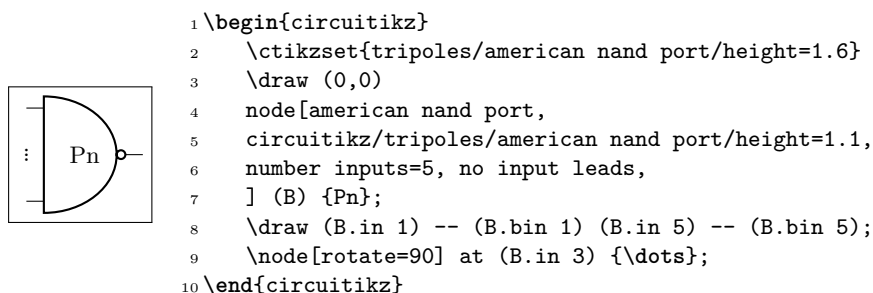 Pn
1 \begin{circuitikz}
2 \ctikzset{tripoles/american nand port/height=1.6}
3 \draw (0,0)
4 node[american nand port,
5 circuitikz/tripoles/american nand port/height=1.1,
6 number inputs=5, no input leads,
7 ] (B) {Pn};
8 \draw (B.in 1) -- (B.bin 1) (B.in 5) -- (B.bin 5);
9 \node[rotate=90] at (B.in 3) {\dots};
10 \end{circuitikz}